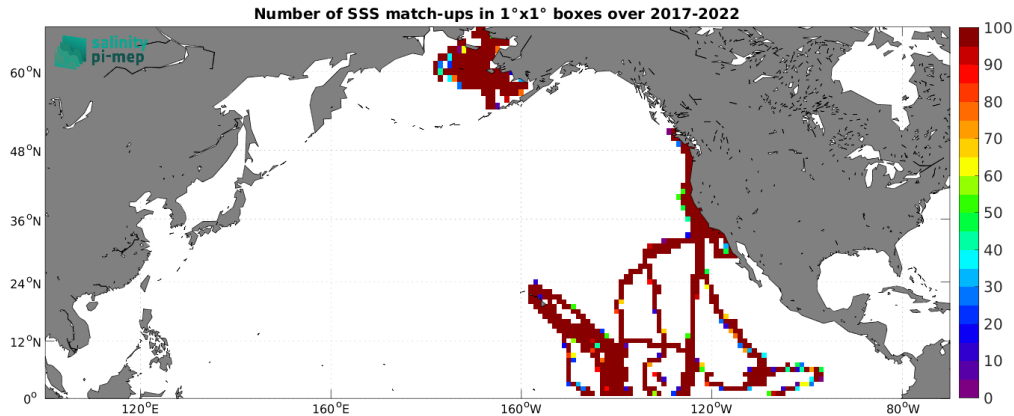 Number of SSS match-ups in 1°x1° boxes over 2017-2022
salinity
pi-mep
60°N
48°N
36°N
24°N
12°N
0°
120°E
160°E
160°W
120°W
80°W
100
90
80
70
60
50
40
30
20
10
0